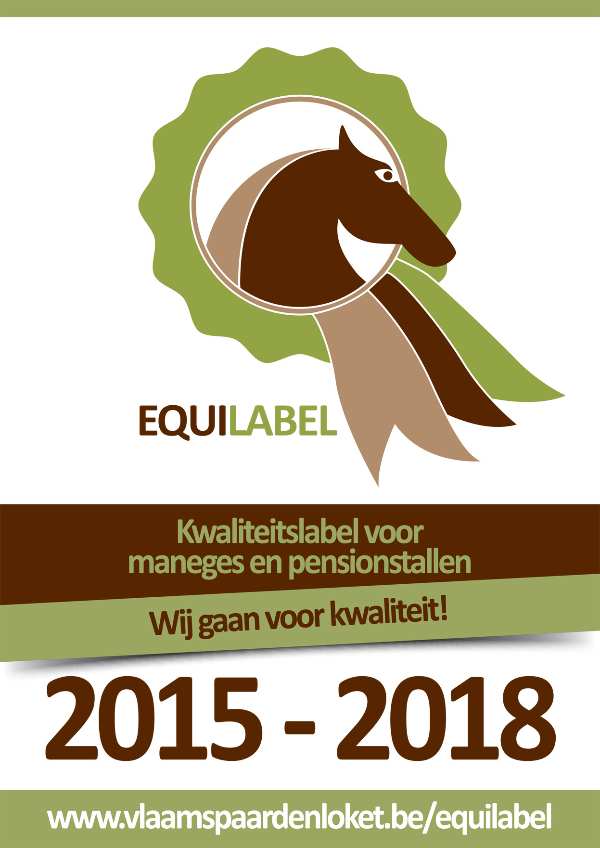 EQUILABEL
Kwaliteitslabel voor
maneges en pensionstallen
Wij gaan voor kwaliteit!
2015 - 2018
www.vlaamspaardenloket.be/equilabel